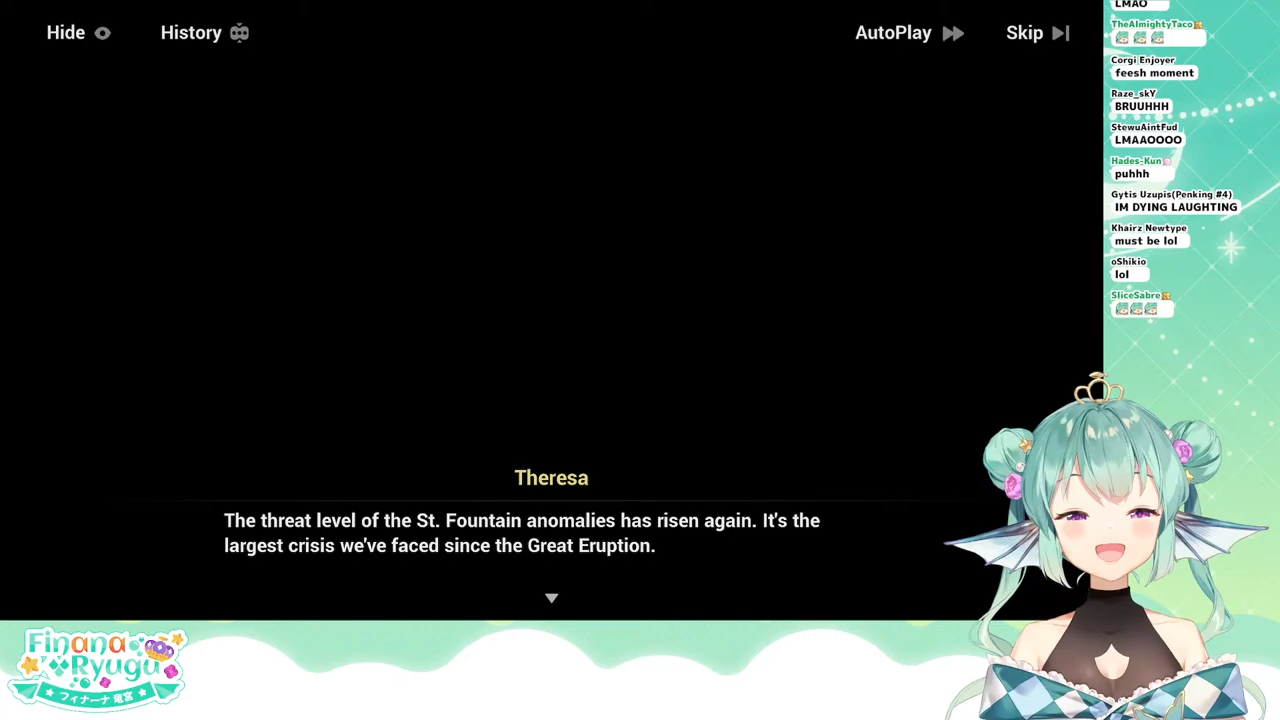 Hide
History
AutoPlay
Skip
LMAO
TheAlmightyTaco
Corgi Enjoyer
feesh moment
Raze_skY
BRUUHHH
StewuAintFud
LMAAOOOO
Hades-Kun
puhhh
Gytis Uzupis(Penking #4)
IM DYING LAUGHTING
Khairz Newtype
must be lol
oShikio
lol
SliceSabre
Theresa
The threat level of the St. Fountain anomalies has risen again. It's the
largest crisis we've faced since the Great Eruption.
Finana
Ryugu
フィナーナ 竜宮